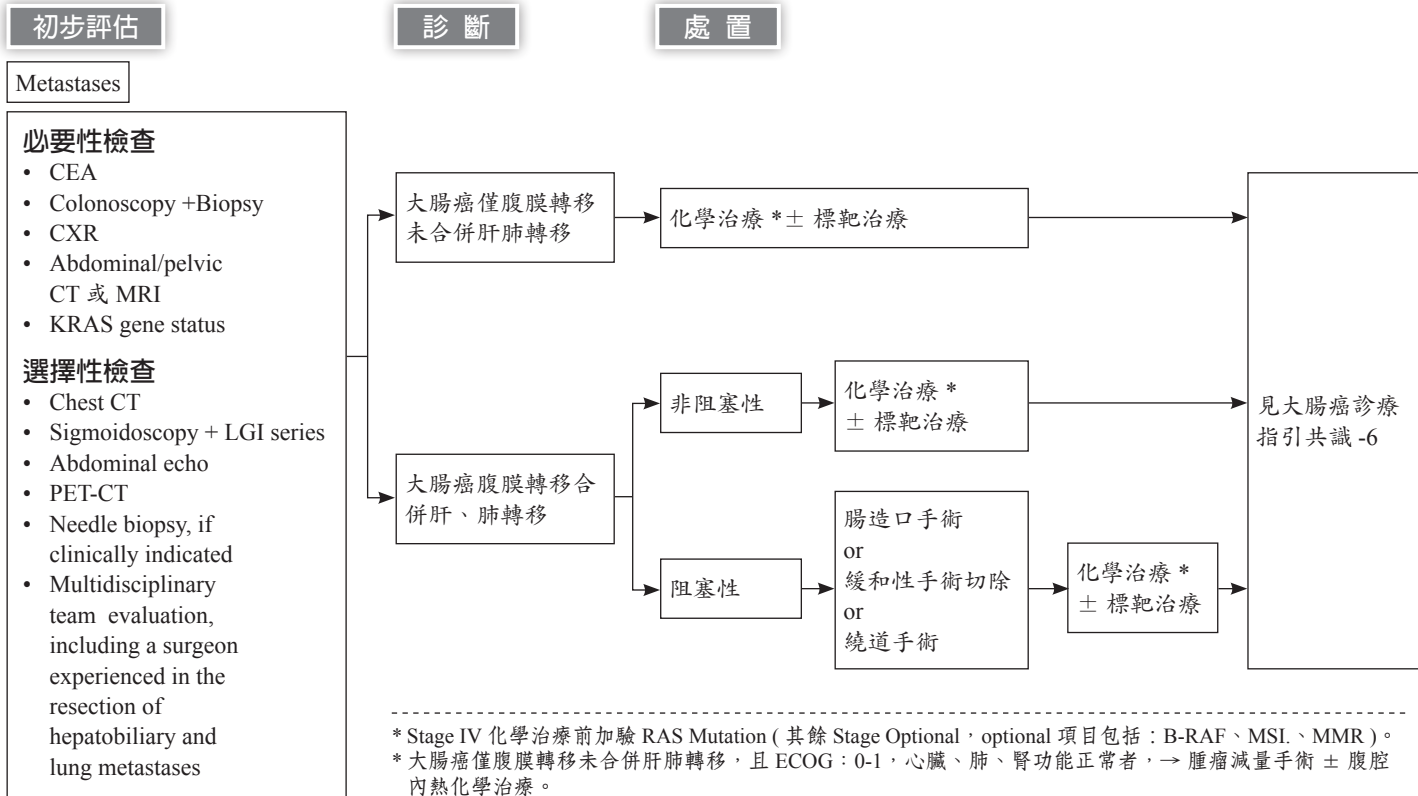 初步評估
診 斷
處 置
Metastases
必要性檢查
• CEA
• Colonoscopy +Biopsy
• CXR
• Abdominal/pelvic
CT 或 MRI
• KRAS gene status
選擇性檢查
• Chest CT
• Sigmoidoscopy + LGI series
• Abdominal echo
• PET-CT
• Needle biopsy, if
clinically indicated
• Multidisciplinary
team evaluation,
including a surgeon
experienced in the
resection of
hepatobiliary and
lung metastases
大腸癌僅腹膜轉移
未合併肝肺轉移
化學治療 *± 標靶治療
大腸癌腹膜轉移合
併肝、肺轉移
非阻塞性
化學治療 *
± 標靶治療
阻塞性
腸造口手術
or
緩和性手術切除
or
繞道手術
化學治療 *
± 標靶治療
見大腸癌診療
指引共識 -6
* Stage IV 化學治療前加驗 RAS Mutation ( 其餘 Stage Optional，optional 項目包括：B-RAF、MSI、MMR )。
* 大腸癌僅腹膜轉移未合併肝肺轉移，且 ECOG：0-1，心臟、肺、腎功能正常者，→ 腫瘤減量手術 ± 腹腔
內熱化學治療。